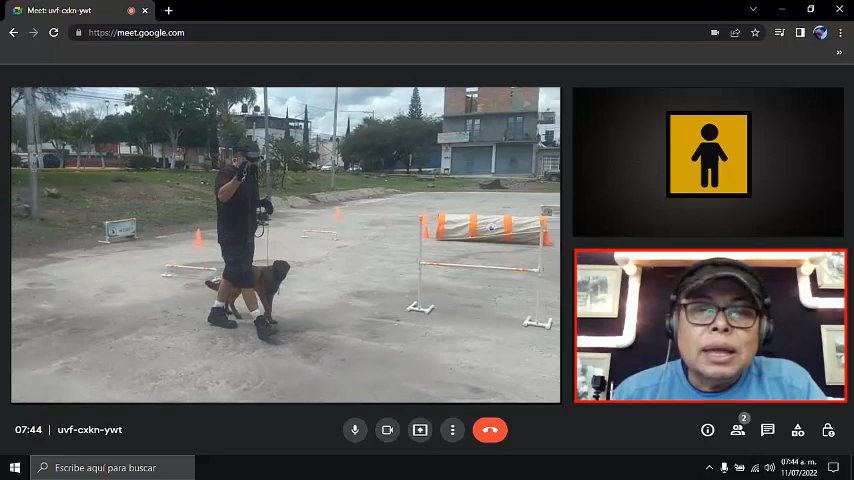 Meet: uvf-cxkn-ywt
https://meet.google.com
»
07:44 | uvf-cxkn-ywt
2
Escribe aquí para buscar
07:44 a. m.
11/07/2022